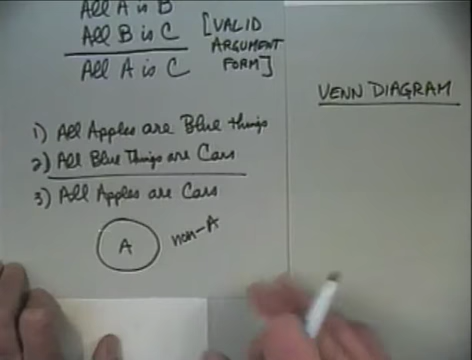 All A is B
All B is C
All A is C
[VALID
ARGUMENT
FORM]
VENN DIAGRAM
1) All Apples are Blue things
2) All Blue Things are Cars
3) All Apples are Cars
A
non-A